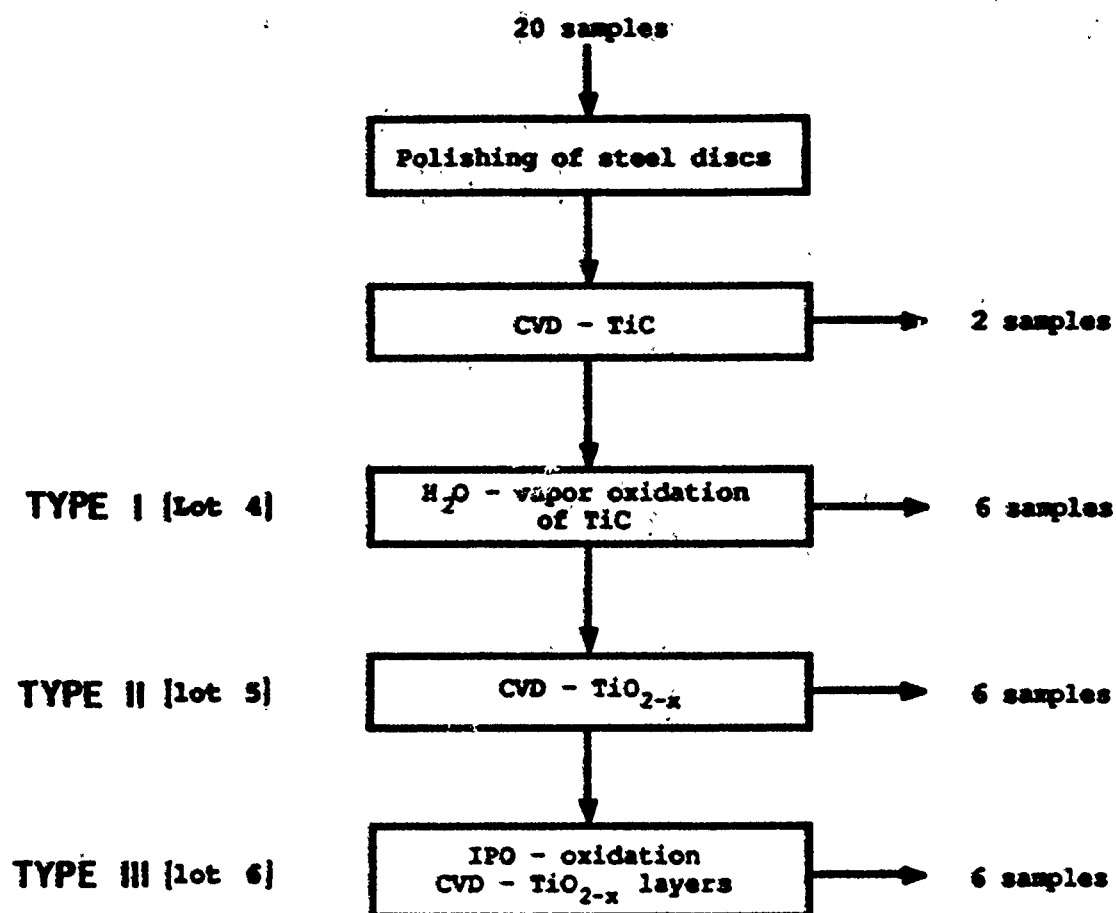 20 samples
Polishing of steel discs
CVD - TiC
2 samples
TYPE I [Lot 4]
H₂O - vapor oxidation
of TiC
6 samples
TYPE II [lot 5]
CVD - TiO₂₋ₓ
6 samples
TYPE III [lot 6]
IPO - oxidation
CVD - TiO₂₋ₓ layers
6 samples